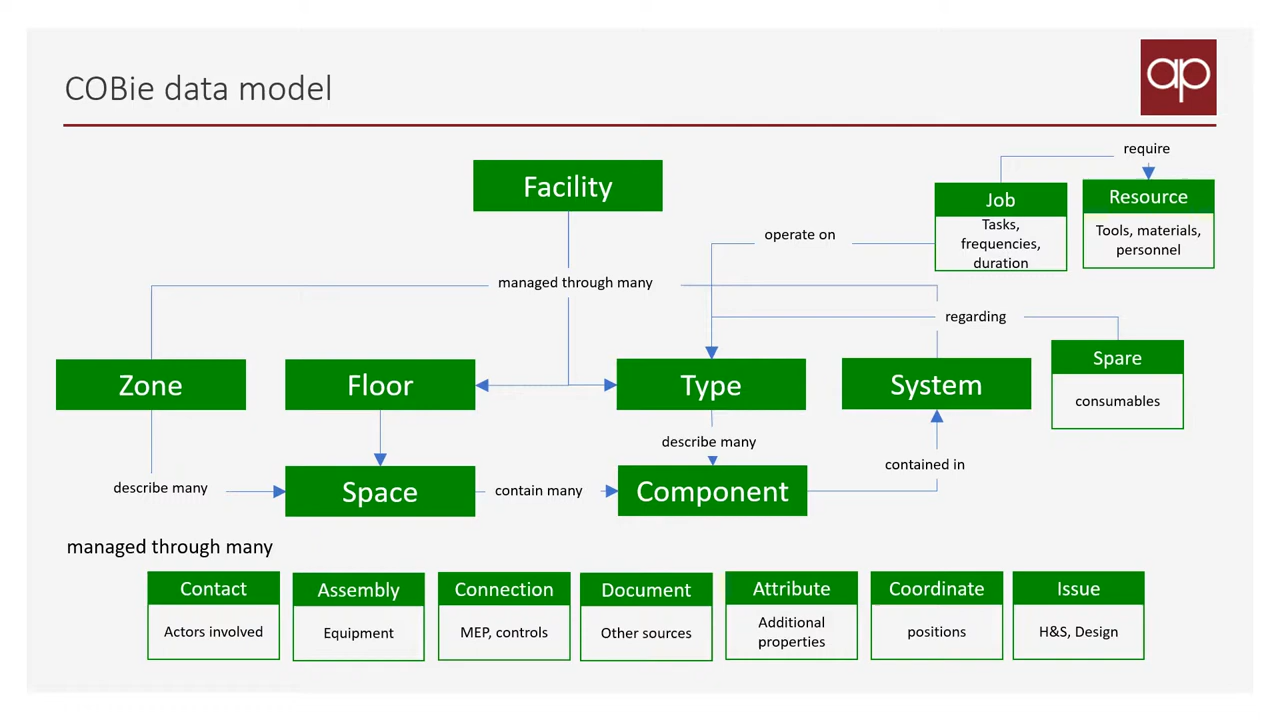 COBie data model
ap
require
Facility
Job
Resource
Tasks,
frequencies,
duration
Tools, materials,
personnel
operate on
managed through many
regarding
Zone
Floor
Type
System
Spare
consumables
describe many
contained in
describe many
Space
contain many
Component
managed through many
Contact
Actors involved
Assembly
Equipment
Connection
MEP, controls
Document
Other sources
Attribute
Additional
properties
Coordinate
positions
Issue
H&S, Design